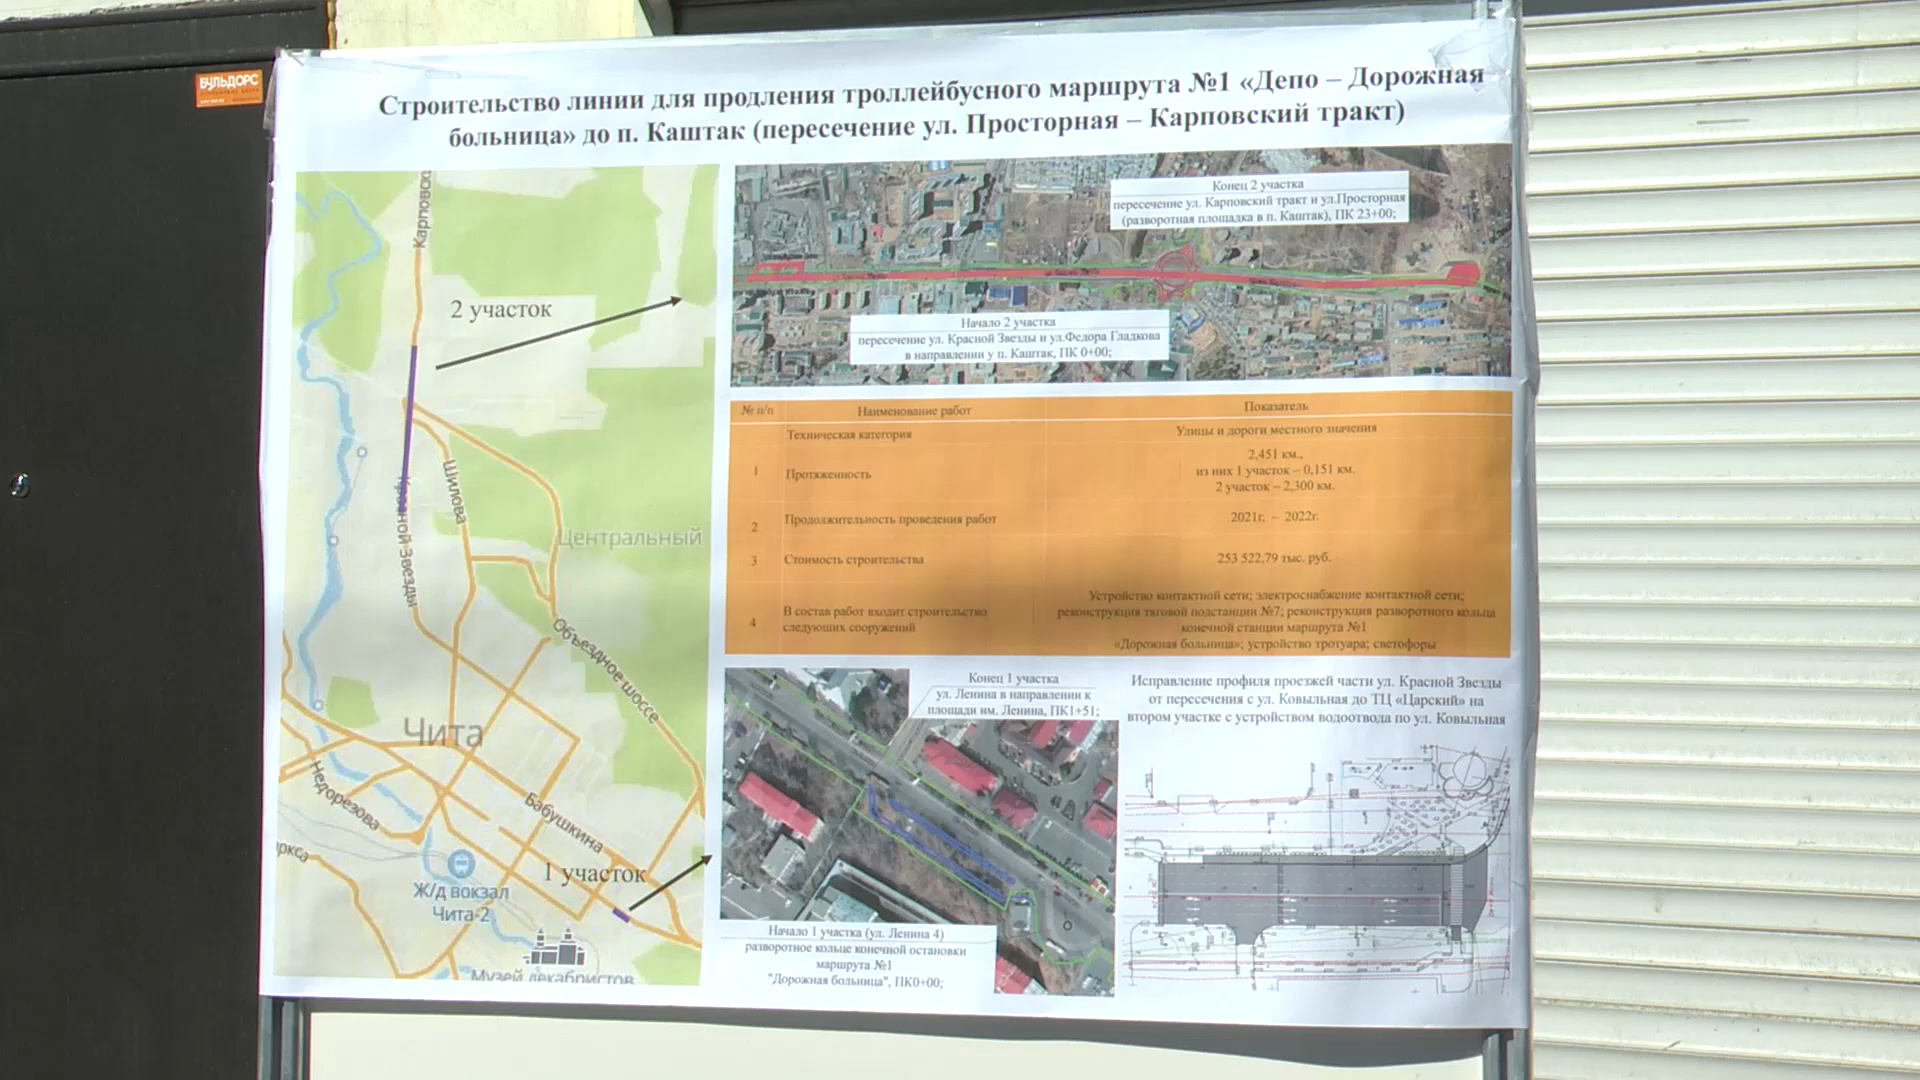 БУЛЬДОРС
Строительство линии для продления троллейбусного маршрута №1 «Депо – Дорожная
больница» до п. Каштак (пересечение ул. Просторная – Карповский тракт)
Карповск
2 участок
Красной Звезды
Шилова
Центральный
Объездное шоссе
Чита
Недорезова
Бабушкина
ркса
1 участок
Ж/д вокзал
Чита-2
Музей декабристов
Конец 2 участка
пересечение ул. Карповский тракт и ул.Просторная
(разворотная площадка в п. Каштак), ПК 23+00;
Начало 2 участка
пересечение ул. Красной Звезды и ул.Федора Гладкова
в направлении у п. Каштак, ПК 0+00;
№ п/п Наименование работ Показатель
Техническая категория Улицы и дороги местного значения
1 Протяженность 2,451 км.,
из них 1 участок – 0,151 км.
2 участок – 2,300 км.
2 Продолжительность проведения работ 2021г. – 2022г.
3 Стоимость строительства 253 522,79 тыс. руб.
4 В состав работ входит строительство
следующих сооружений
Устройство контактной сети; электроснабжение контактной сети;
реконструкция тяговой подстанции №7; реконструкция разворотного кольца
конечной станции маршрута №1
«Дорожная больница»; устройство тротуара; светофоры
Конец 1 участка
ул. Ленина в направлении к
площади им. Ленина, ПК1+51;
Начало 1 участка (ул. Ленина 4)
разворотное кольцо конечной остановки
маршрута №1
"Дорожная больница", ПК0+00;
Исправление профиля проезжей части ул. Красной Звезды
от пересечения с ул. Ковыльная до ТЦ «Царский» на
втором участке с устройством водоотвода по ул. Ковыльная